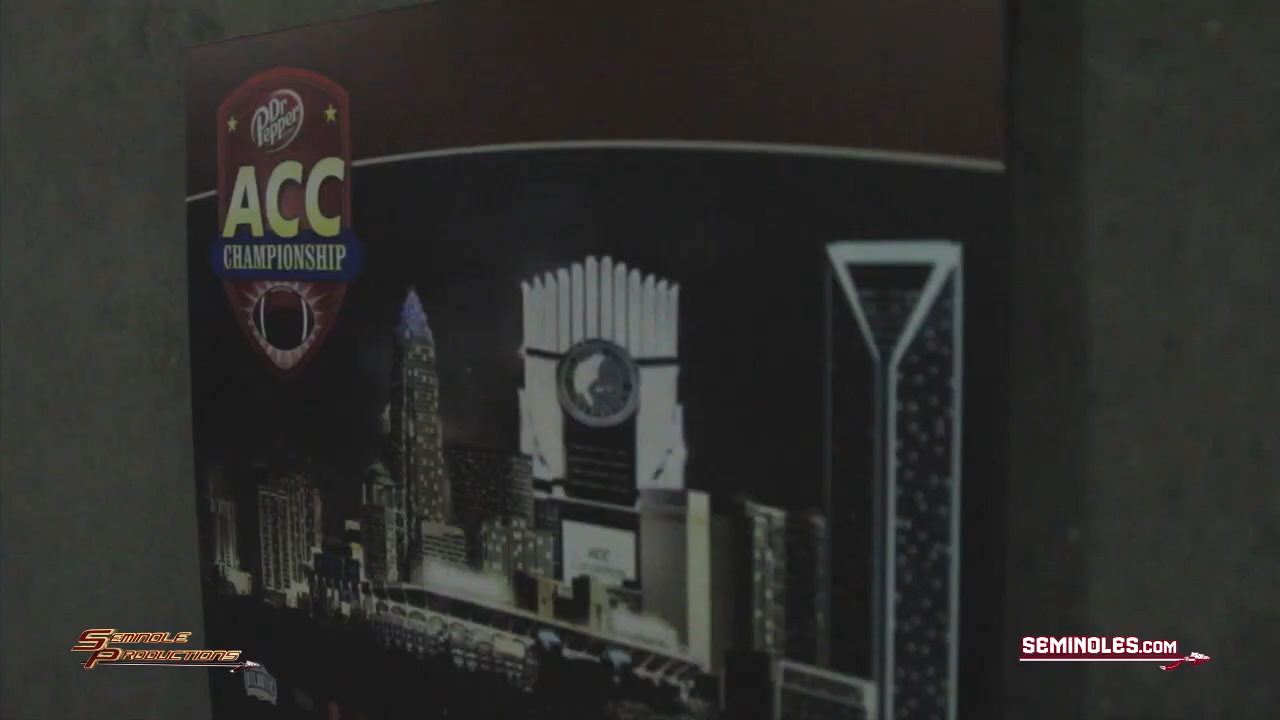 Dr
Pepper
ACC
CHAMPIONSHIP
ACC
SEMINOLE
PRODUCTIONS
SEMINOLES.COM